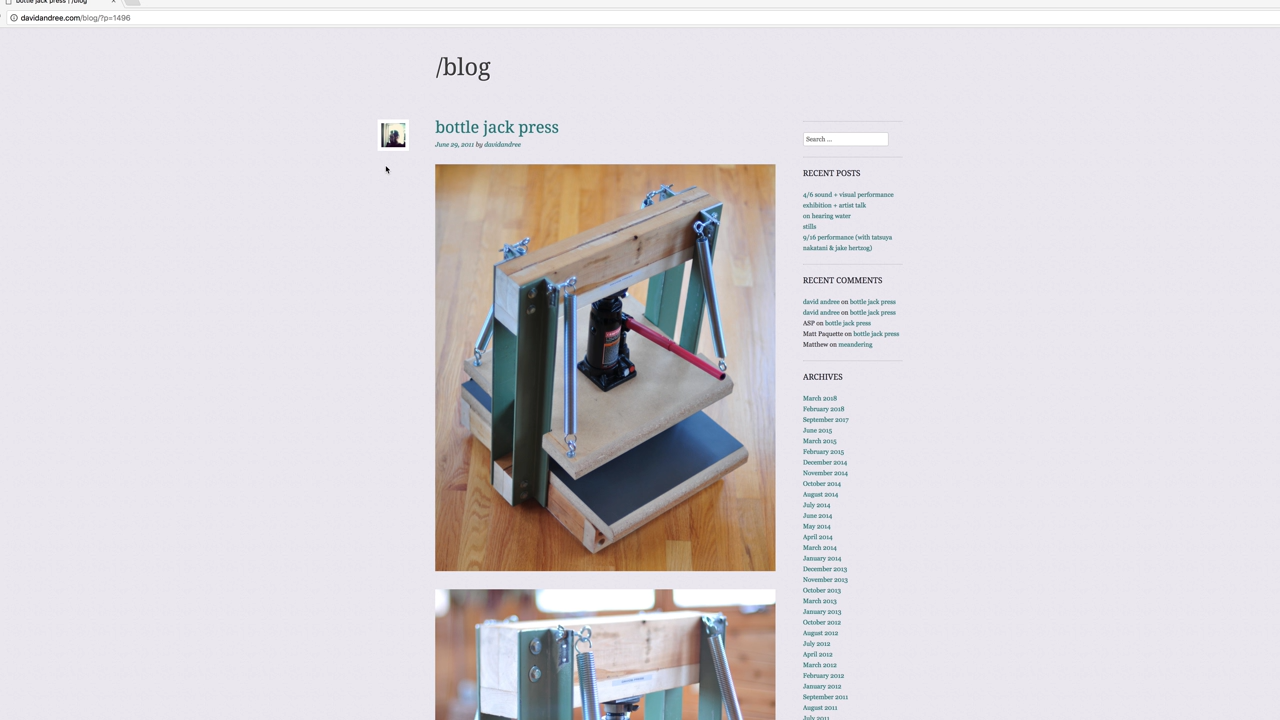 bottle jack press | /blog
davidandree.com/blog/?p=1496
/blog
bottle jack press
June 29, 2011 by davidandree
Search ...
RECENT POSTS
4/6 sound + visual performance
exhibition + artist talk
on hearing water
stills
9/16 performance (with tatsuya
nakatani & jake hertzog)
RECENT COMMENTS
david andree on bottle jack press
david andree on bottle jack press
ASP on bottle jack press
Matt Paquette on bottle jack press
Matthew on meandering
ARCHIVES
March 2018
February 2018
September 2017
June 2015
March 2015
February 2015
December 2014
November 2014
October 2014
August 2014
July 2014
June 2014
May 2014
April 2014
March 2014
January 2014
December 2013
November 2013
October 2013
March 2013
January 2013
October 2012
August 2012
July 2012
April 2012
March 2012
February 2012
January 2012
September 2011
August 2011
July 2011